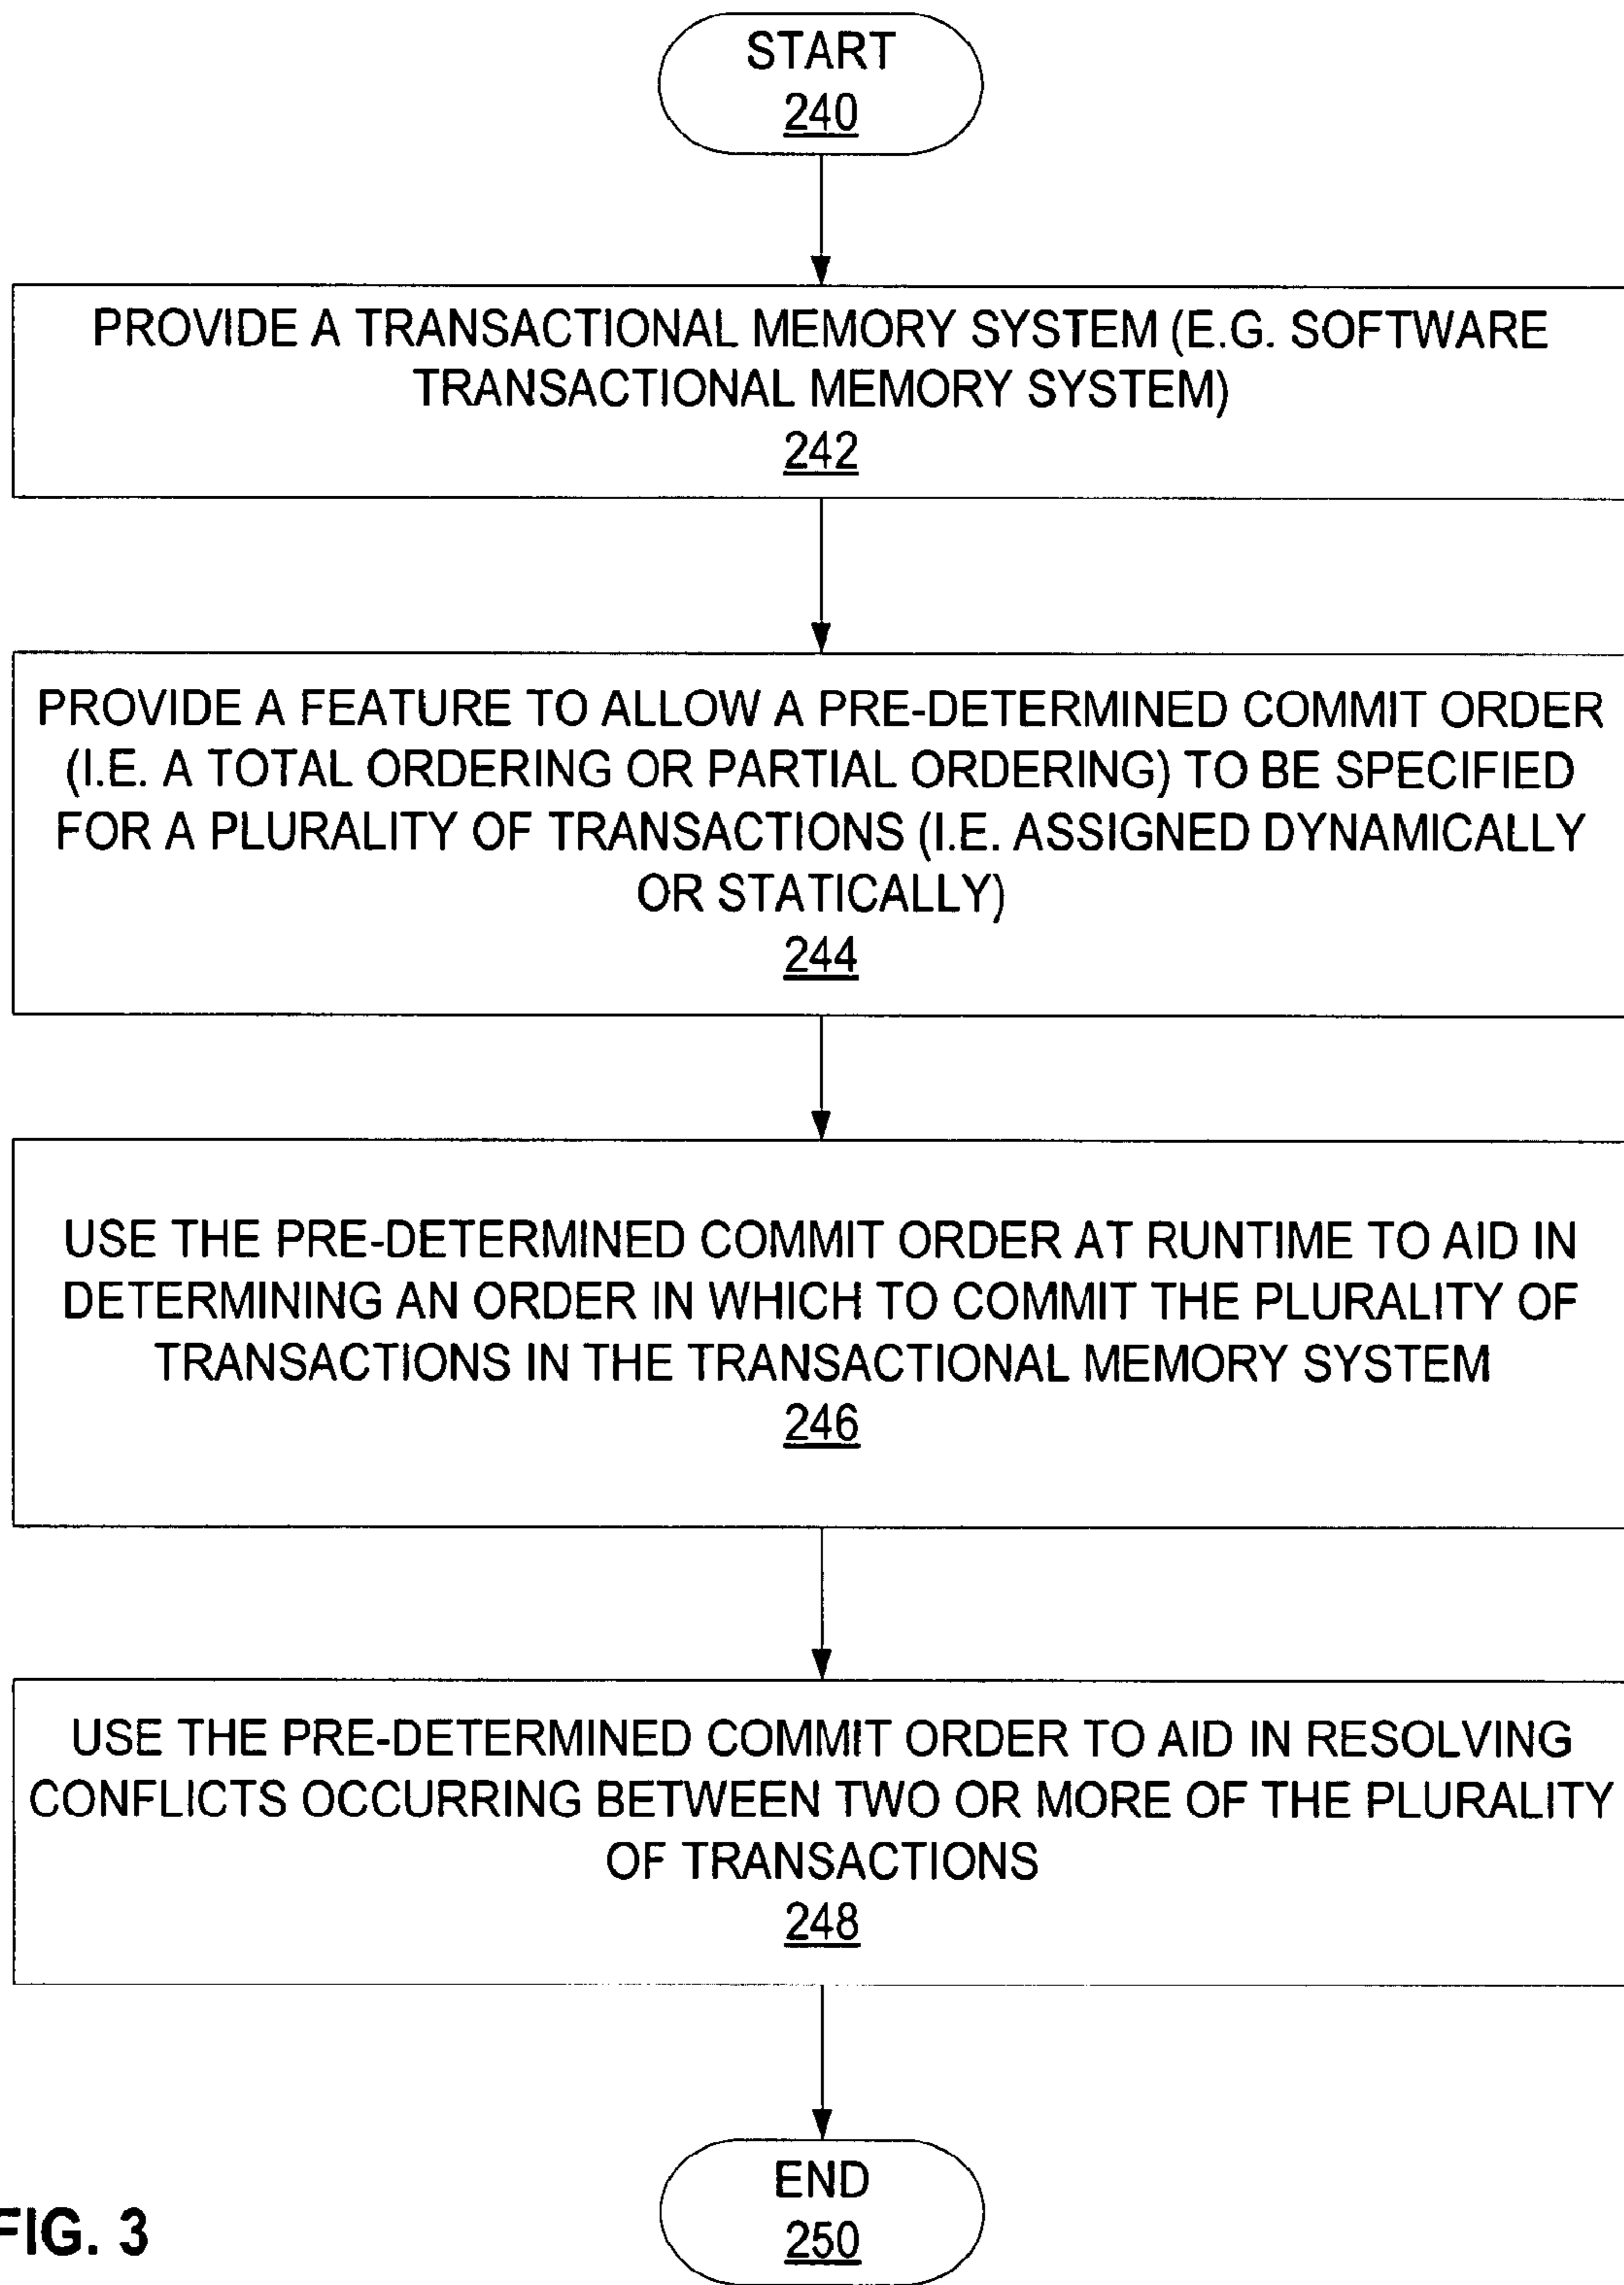 START
240
PROVIDE A TRANSACTIONAL MEMORY SYSTEM (E.G. SOFTWARE
TRANSACTIONAL MEMORY SYSTEM)
242
PROVIDE A FEATURE TO ALLOW A PRE-DETERMINED COMMIT ORDER
(I.E. A TOTAL ORDERING OR PARTIAL ORDERING) TO BE SPECIFIED
FOR A PLURALITY OF TRANSACTIONS (I.E. ASSIGNED DYNAMICALLY
OR STATICALLY)
244
USE THE PRE-DETERMINED COMMIT ORDER AT RUNTIME TO AID IN
DETERMINING AN ORDER IN WHICH TO COMMIT THE PLURALITY OF
TRANSACTIONS IN THE TRANSACTIONAL MEMORY SYSTEM
246
USE THE PRE-DETERMINED COMMIT ORDER TO AID IN RESOLVING
CONFLICTS OCCURRING BETWEEN TWO OR MORE OF THE PLURALITY
OF TRANSACTIONS
248
END
250
FIG. 3